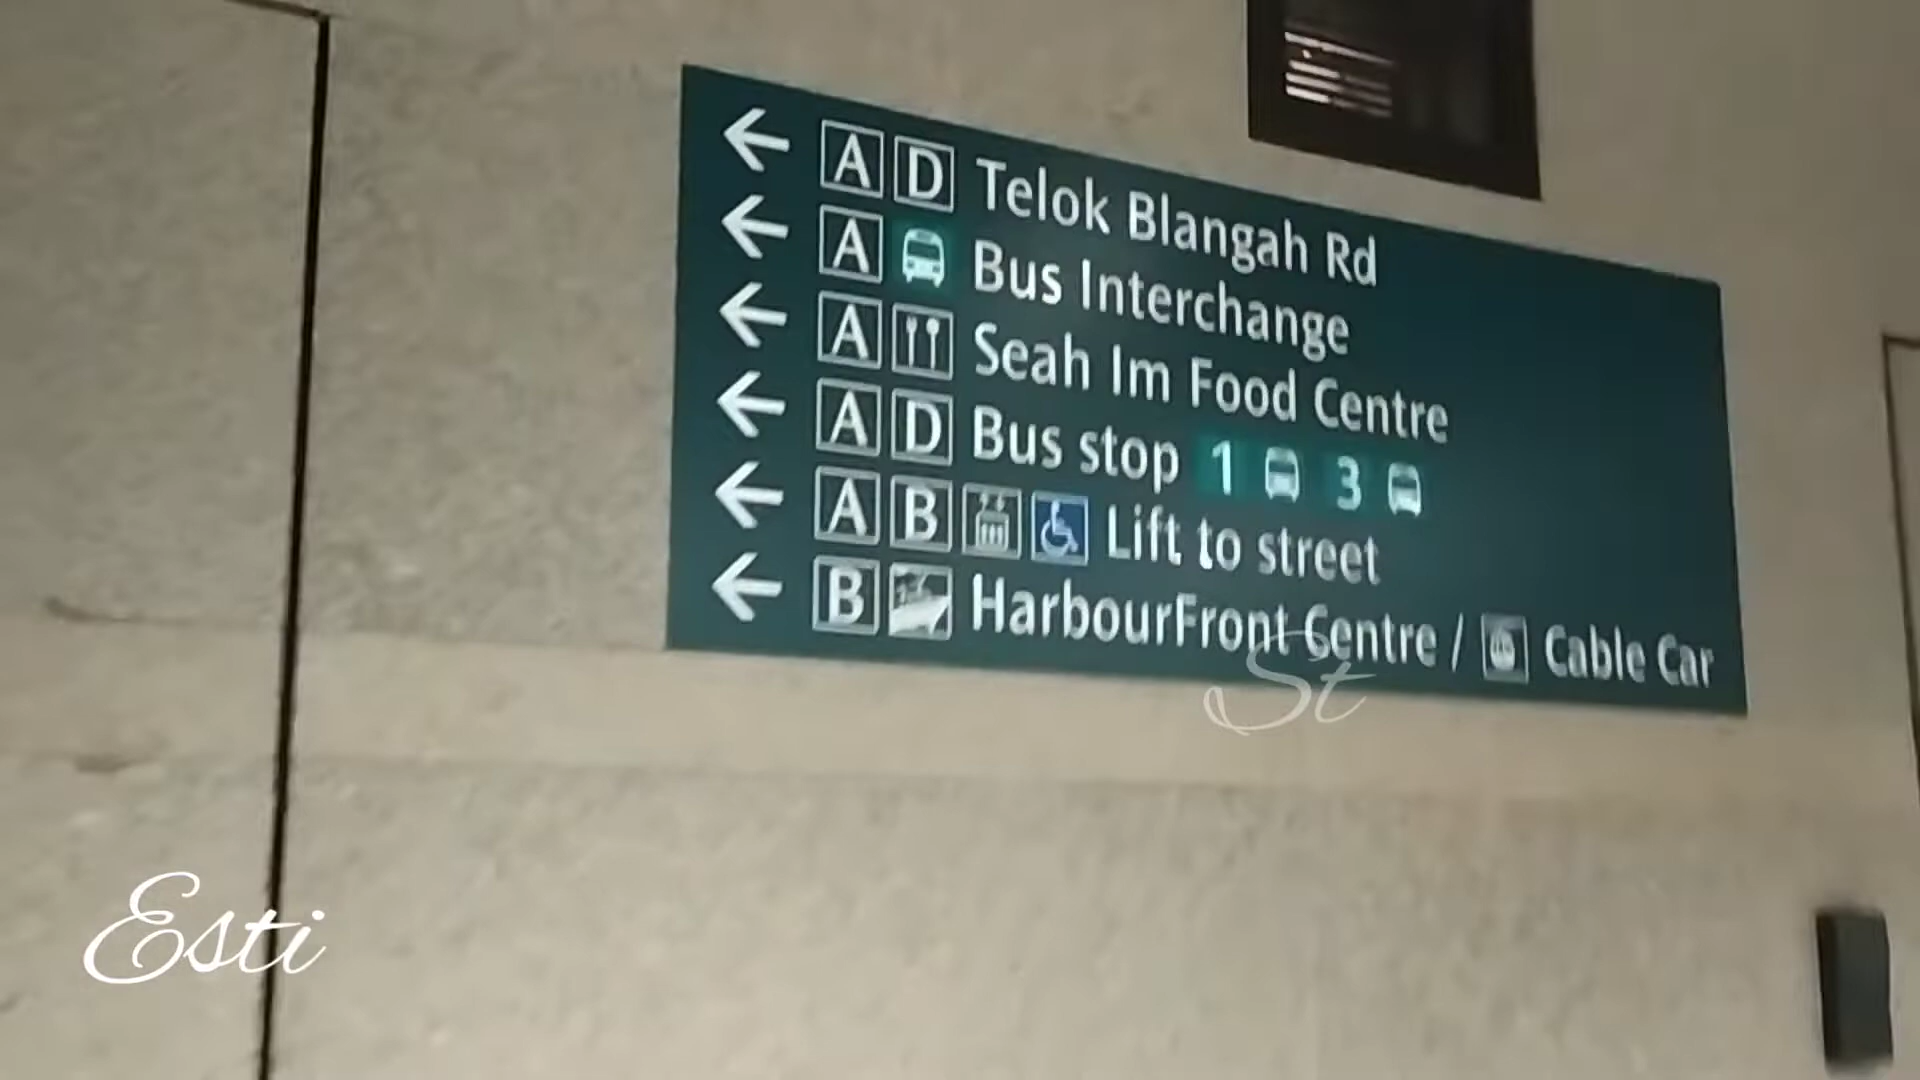 A D Telok Blangah Rd
A Bus Interchange
A Seah Im Food Centre
A D Bus stop 1 3
A B Lift to street
B HarbourFront Centre / Cable Car
St
Esti